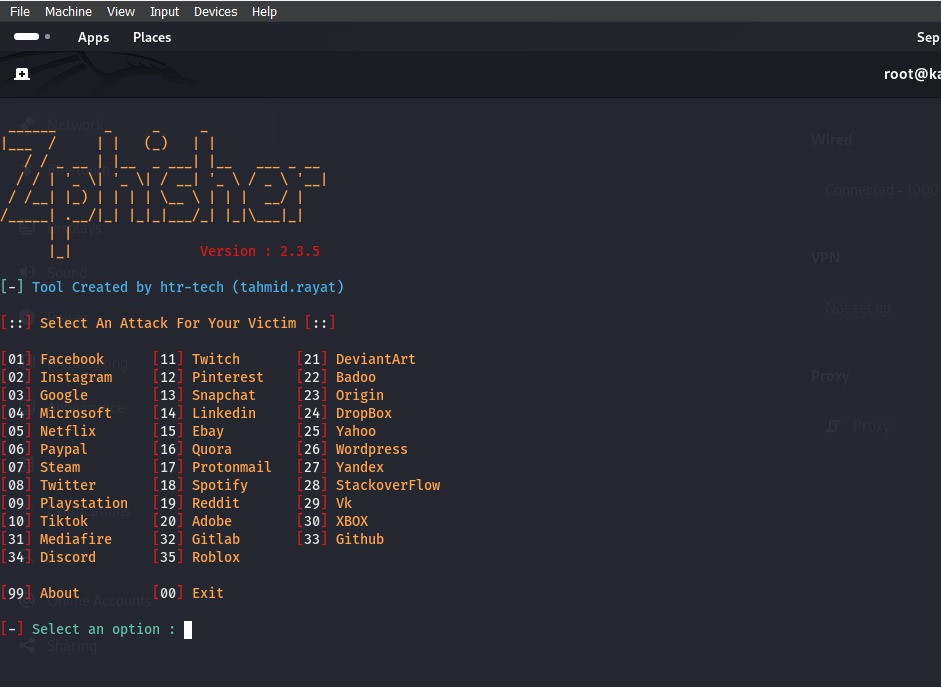 File Machine View Input Devices Help
Apps Places Sep
root@ka
Zphisher
Version : 2.3.5
[-] Tool Created by htr-tech (tahmid.rayat)
[::] Select An Attack For Your Victim [::]
[01] Facebook [11] Twitch [21] DeviantArt
[02] Instagram [12] Pinterest [22] Badoo
[03] Google [13] Snapchat [23] Origin
[04] Microsoft [14] Linkedin [24] DropBox
[05] Netflix [15] Ebay [25] Yahoo
[06] Paypal [16] Quora [26] Wordpress
[07] Steam [17] Protonmail [27] Yandex
[08] Twitter [18] Spotify [28] StackoverFlow
[09] Playstation [19] Reddit [29] Vk
[10] Tiktok [20] Adobe [30] XBOX
[31] Mediafire [32] Gitlab [33] Github
[34] Discord [35] Roblox
[99] About [00] Exit
[-] Select an option :
Network
Displays
Sound
Online Accounts
Sharing
Wired
Connected - 1000
VPN
Not set up
Proxy
Proxy